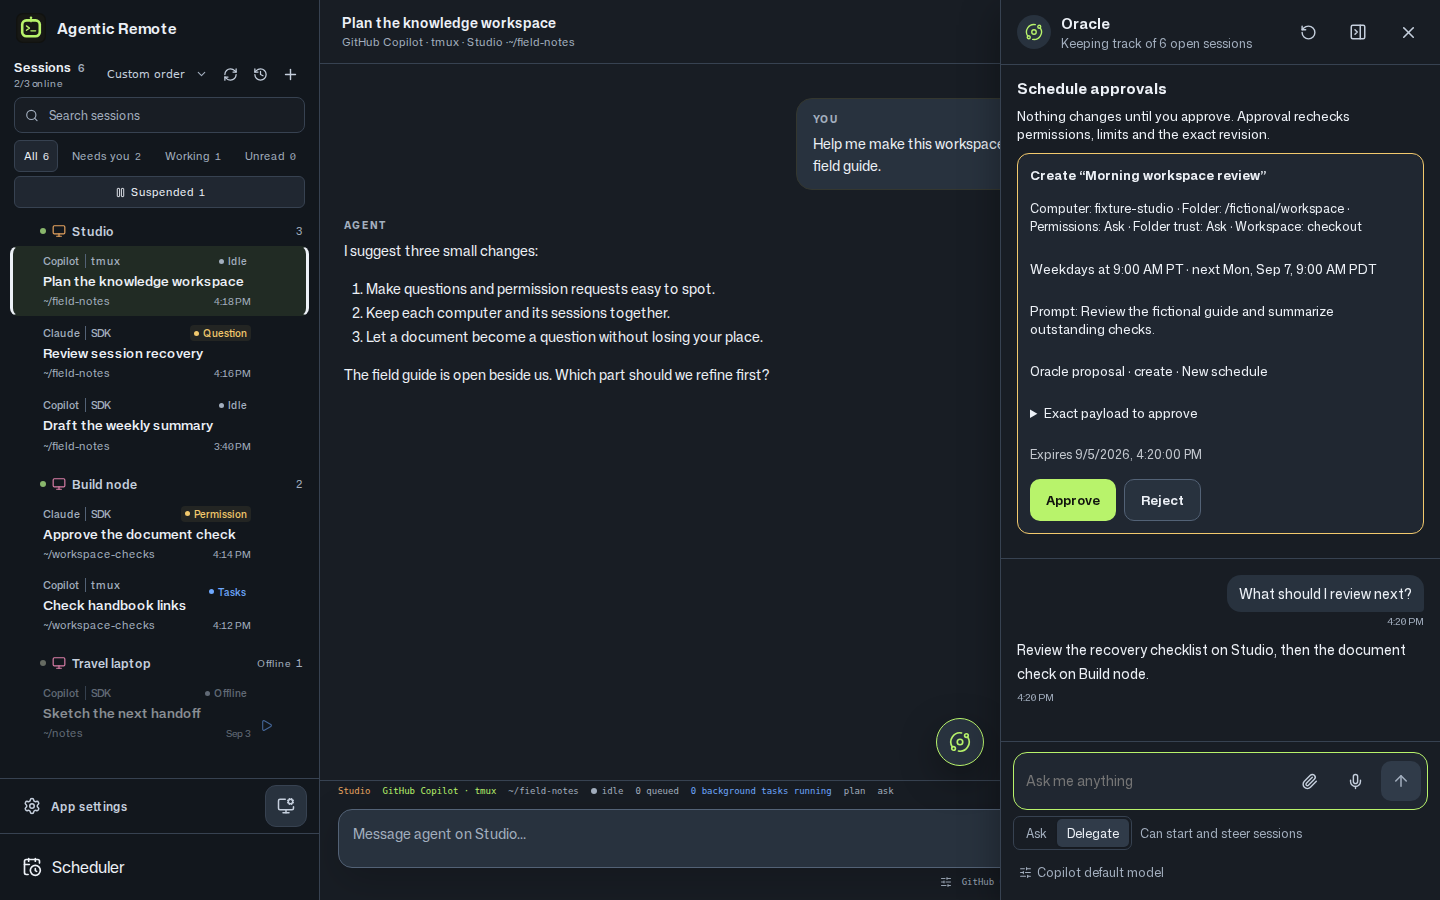 Agentic Remote
Sessions 6
2/3 online
Custom order
Search sessions
All 6
Needs you 2
Working 1
Unread 0
Suspended 1
Studio 3
Copilot | tmux Idle
Plan the knowledge workspace
~/field-notes 4:18 PM
Claude | SDK Question
Review session recovery
~/field-notes 4:16 PM
Copilot | SDK Idle
Draft the weekly summary
~/field-notes 3:40 PM
Build node 2
Claude | SDK Permission
Approve the document check
~/workspace-checks 4:14 PM
Copilot | tmux Tasks
Check handbook links
~/workspace-checks 4:12 PM
Travel laptop Offline 1
Copilot | SDK Offline
Sketch the next handoff
~/notes Sep 3
App settings
Scheduler
Plan the knowledge workspace
GitHub Copilot · tmux · Studio ·~/field-notes
YOU
Help me make this workspace
field guide.
AGENT
I suggest three small changes:
1. Make questions and permission requests easy to spot.
2. Keep each computer and its sessions together.
3. Let a document become a question without losing your place.
The field guide is open beside us. Which part should we refine first?
Studio GitHub Copilot · tmux ~/field-notes idle 0 queued 0 background tasks running plan ask
Message agent on Studio...
GitHub
Oracle
Keeping track of 6 open sessions
Schedule approvals
Nothing changes until you approve. Approval rechecks
permissions, limits and the exact revision.
Create “Morning workspace review”
Computer: fixture-studio · Folder: /fictional/workspace ·
Permissions: Ask · Folder trust: Ask · Workspace: checkout
Weekdays at 9:00 AM PT · next Mon, Sep 7, 9:00 AM PDT
Prompt: Review the fictional guide and summarize
outstanding checks.
Oracle proposal · create · New schedule
Exact payload to approve
Expires 9/5/2026, 4:20:00 PM
Approve
Reject
What should I review next?
4:20 PM
Review the recovery checklist on Studio, then the document
check on Build node.
4:20 PM
Ask me anything
Ask
Delegate
Can start and steer sessions
Copilot default model